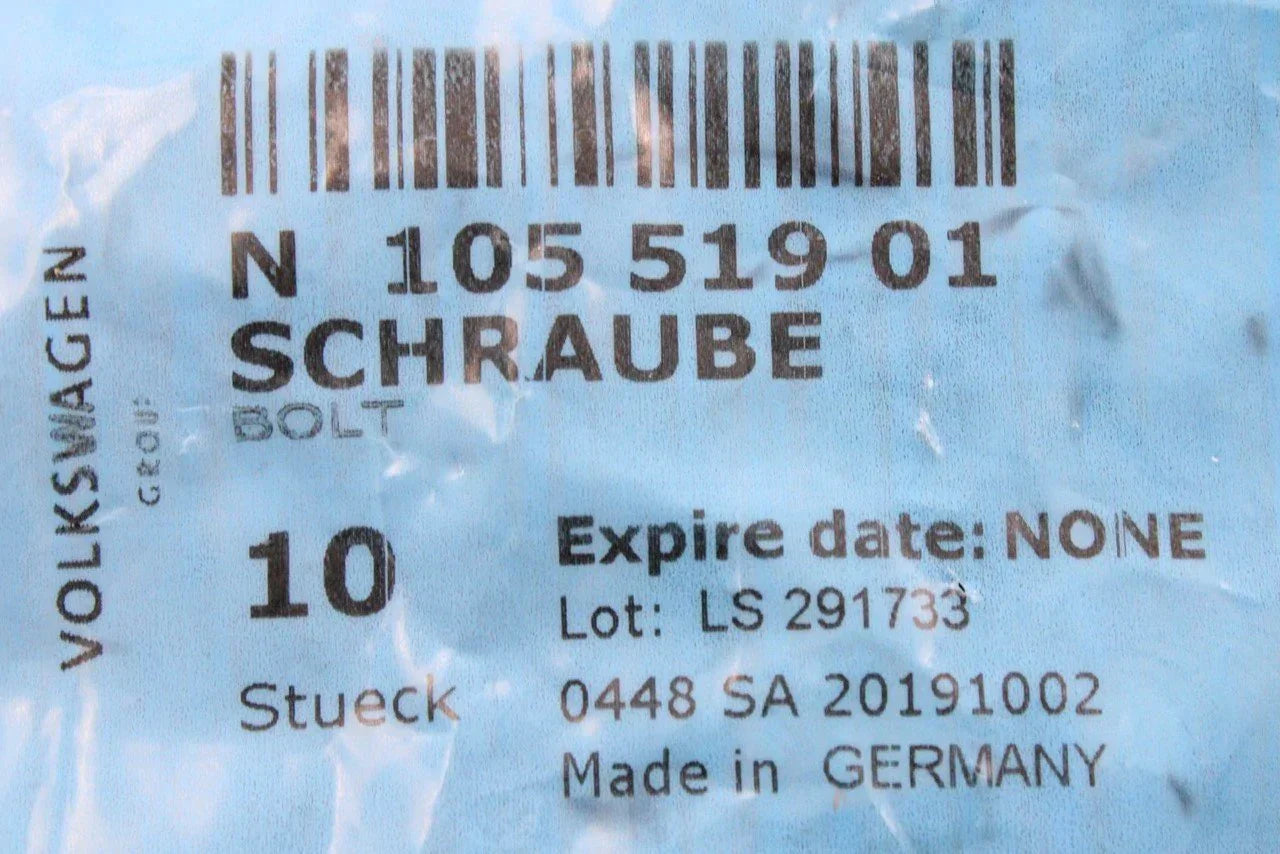 N 105 519 01
SCHRAUBE
BOLT
VOLKSWAGEN
GROUP
10
Stueck
Expire date: NONE
Lot: LS 291733
0448 SA 20191002
Made in GERMANY